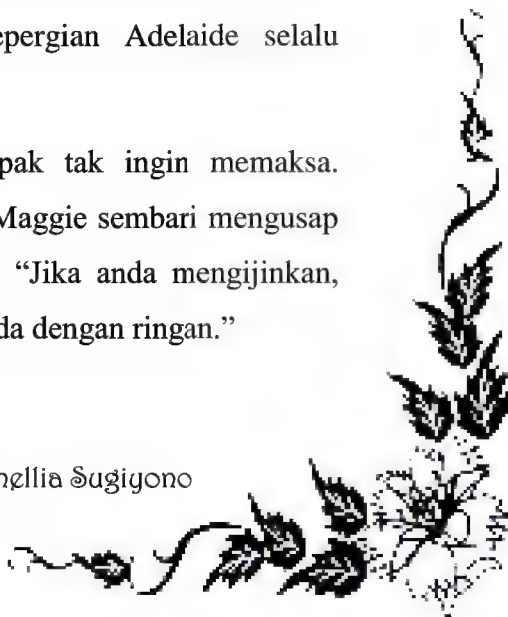 epergian Adelaide selalu
pak tak ingin memaksa.
Maggie sembari mengusap
“Jika anda mengijinkan,
da dengan ringan.”
nellia Sugiyono